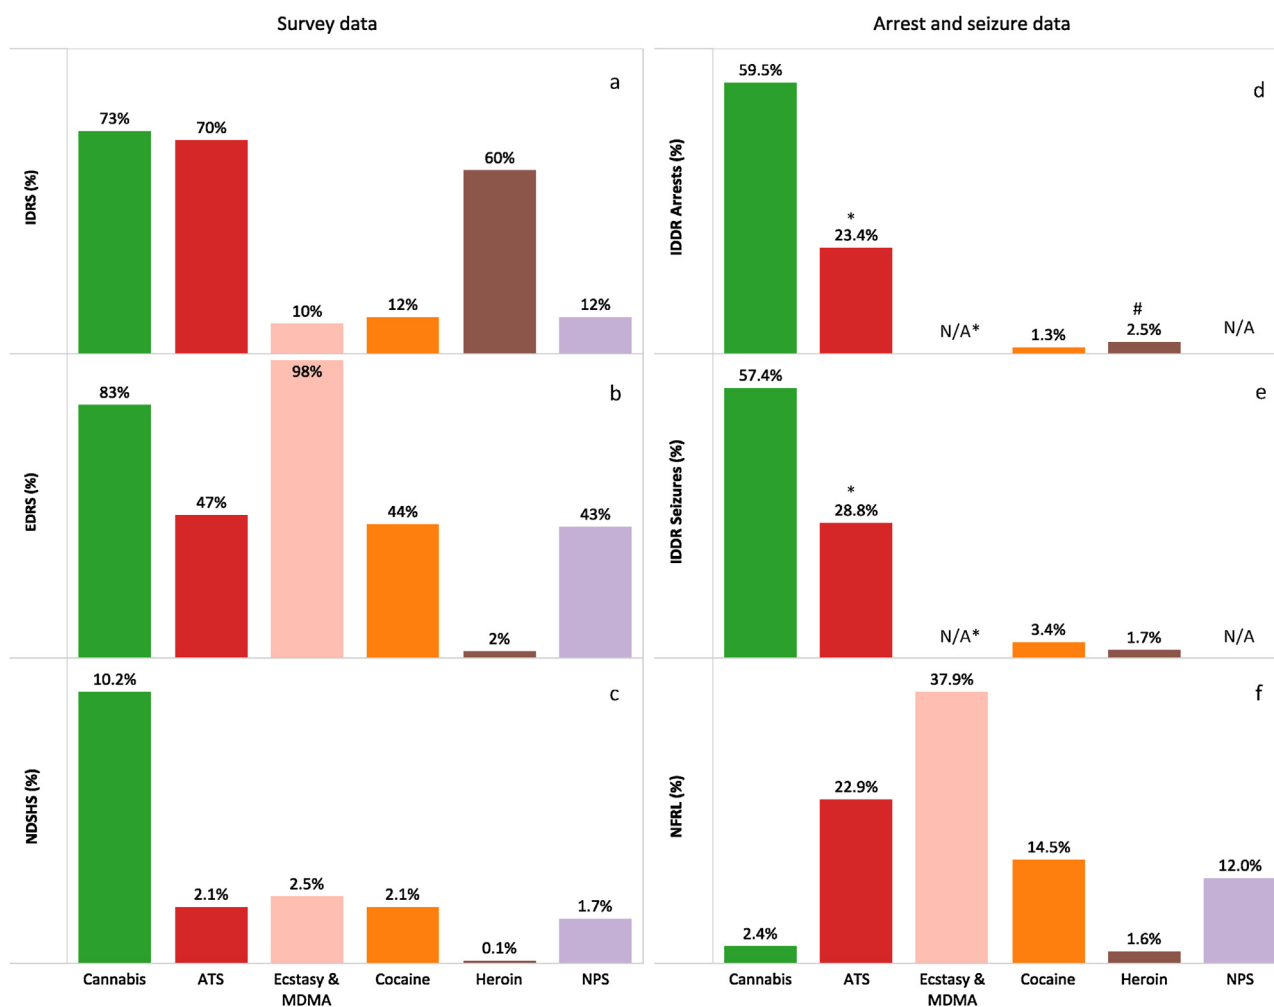 Survey data
Arrest and seizure data
IDRS (%)
a
73%
70%
10%
12%
60%
12%
EDRS (%)
b
83%
47%
98%
44%
2%
43%
NDSHS (%)
c
10.2%
2.1%
2.5%
2.1%
0.1%
1.7%
Cannabis
ATS
Ecstasy &
MDMA
Cocaine
Heroin
NPS
IDDR Arrests (%)
d
59.5%
*
23.4%
N/A*
1.3%
#
2.5%
N/A
IDDR Seizures (%)
e
57.4%
*
28.8%
N/A*
3.4%
1.7%
N/A
NFRL (%)
f
2.4%
22.9%
37.9%
14.5%
1.6%
12.0%
Cannabis
ATS
Ecstasy &
MDMA
Cocaine
Heroin
NPS